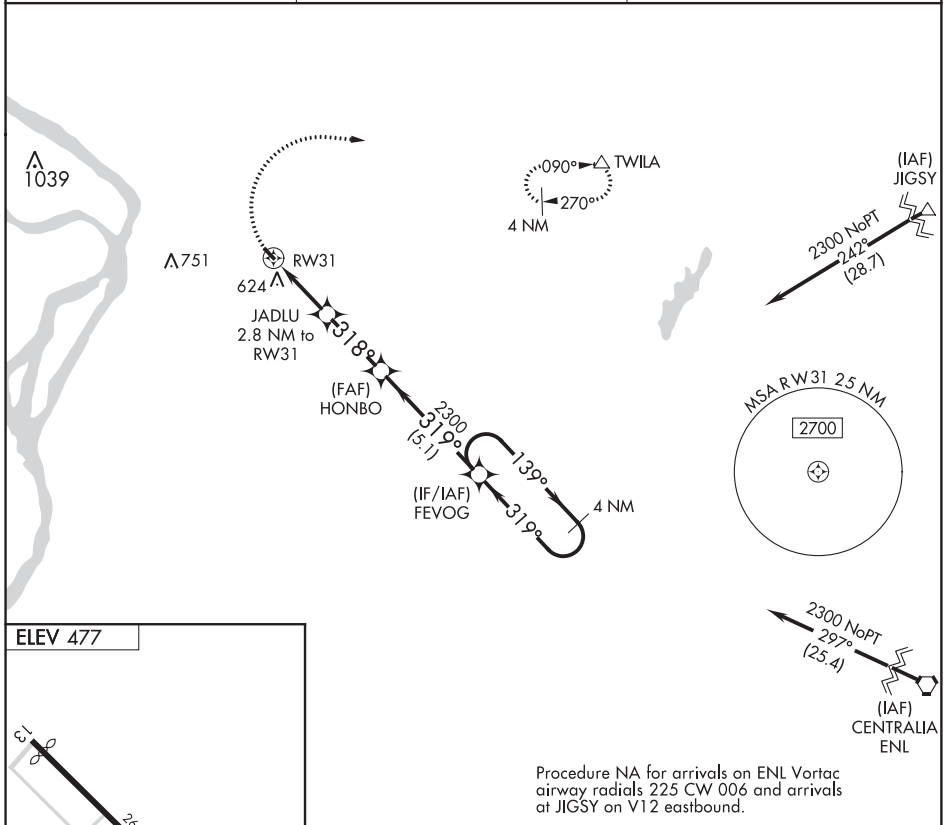 1039
751
624
RW31
JADLU
2.8 NM to
RW31
318°
(FAF)
HONBO
2300
319°
(5.1)
(IF/IAF)
FEVOG
139°
319°
4 NM
090°
TWILA
270°
4 NM
(IAF)
JIGSY
2300 NoPT
242°
(28.7)
MSA RW31 25 NM
2700
2300 NoPT
297°
(25.4)
(IAF)
CENTRALIA
ENL
Procedure NA for arrivals on ENL Vortac
airway radials 225 CW 006 and arrivals
at JIGSY on V12 eastbound.
ELEV 477
13